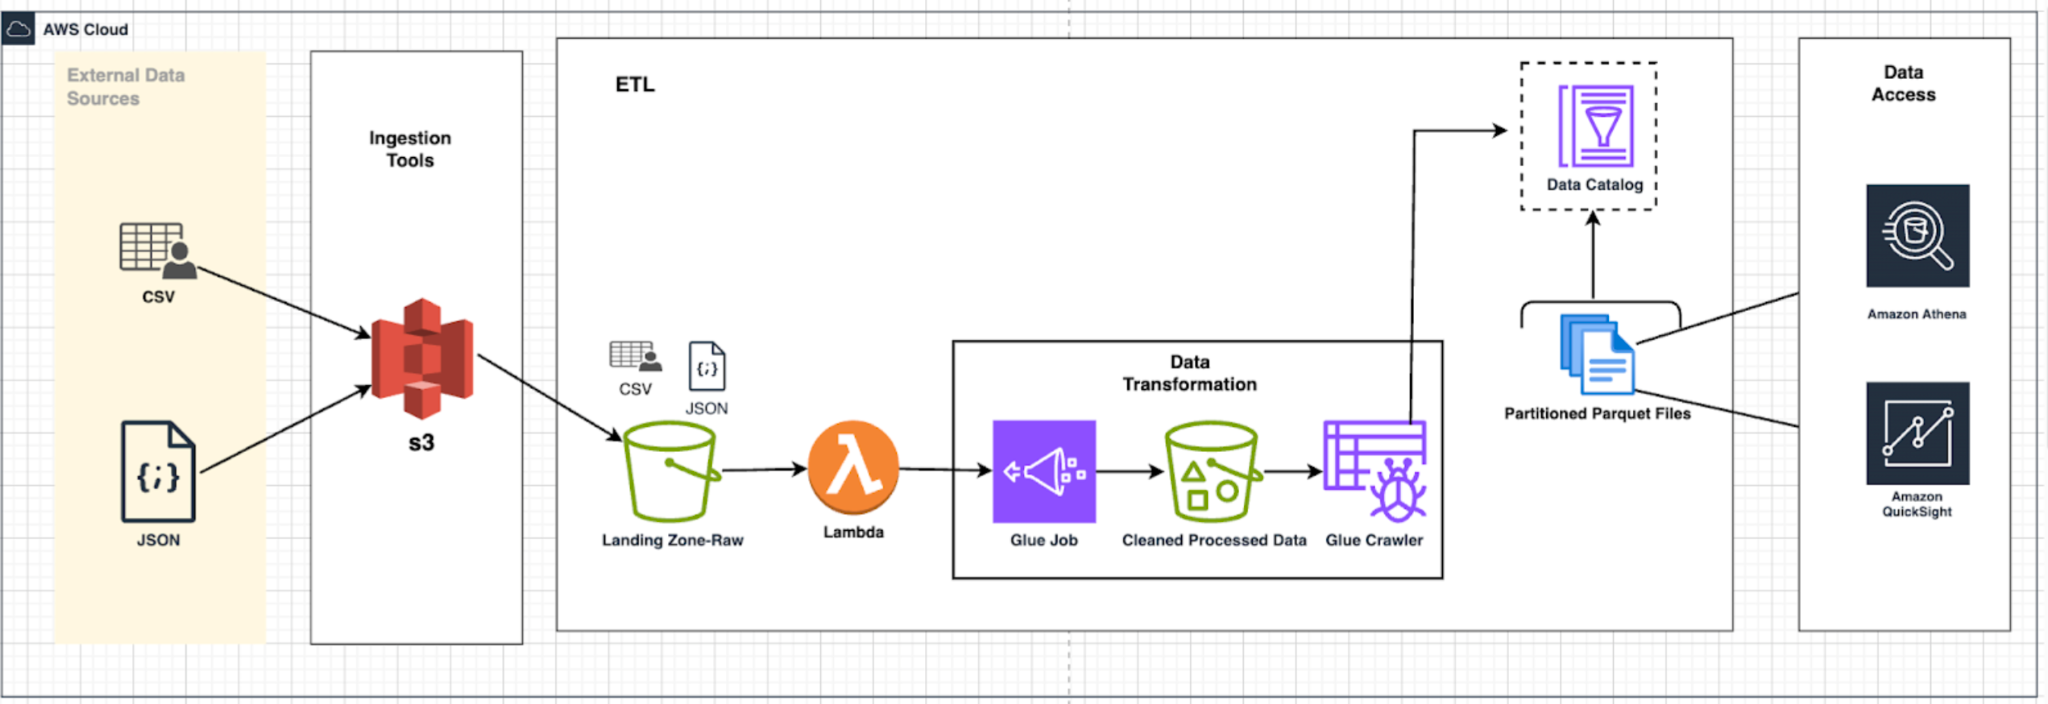 AWS Cloud
External Data
Sources
CSV
{;}
JSON
Ingestion
Tools
s3
ETL
CSV
{;}
JSON
Landing Zone-Raw
Lambda
Data
Transformation
Glue Job
Cleaned Processed Data
Glue Crawler
Data Catalog
Partitioned Parquet Files
Data
Access
Amazon Athena
Amazon
QuickSight